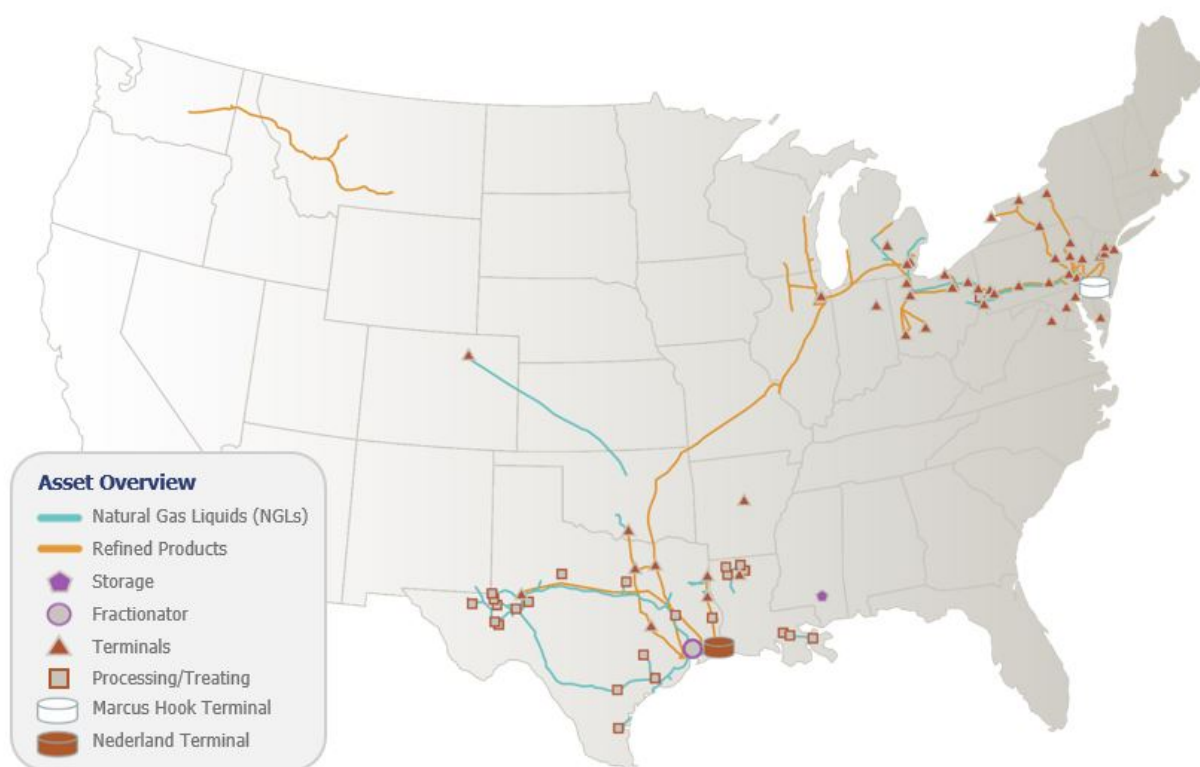 Asset Overview
Natural Gas Liquids (NGLs)
Refined Products
Storage
Fractionator
Terminals
Processing/Treating
Marcus Hook Terminal
Nederland Terminal